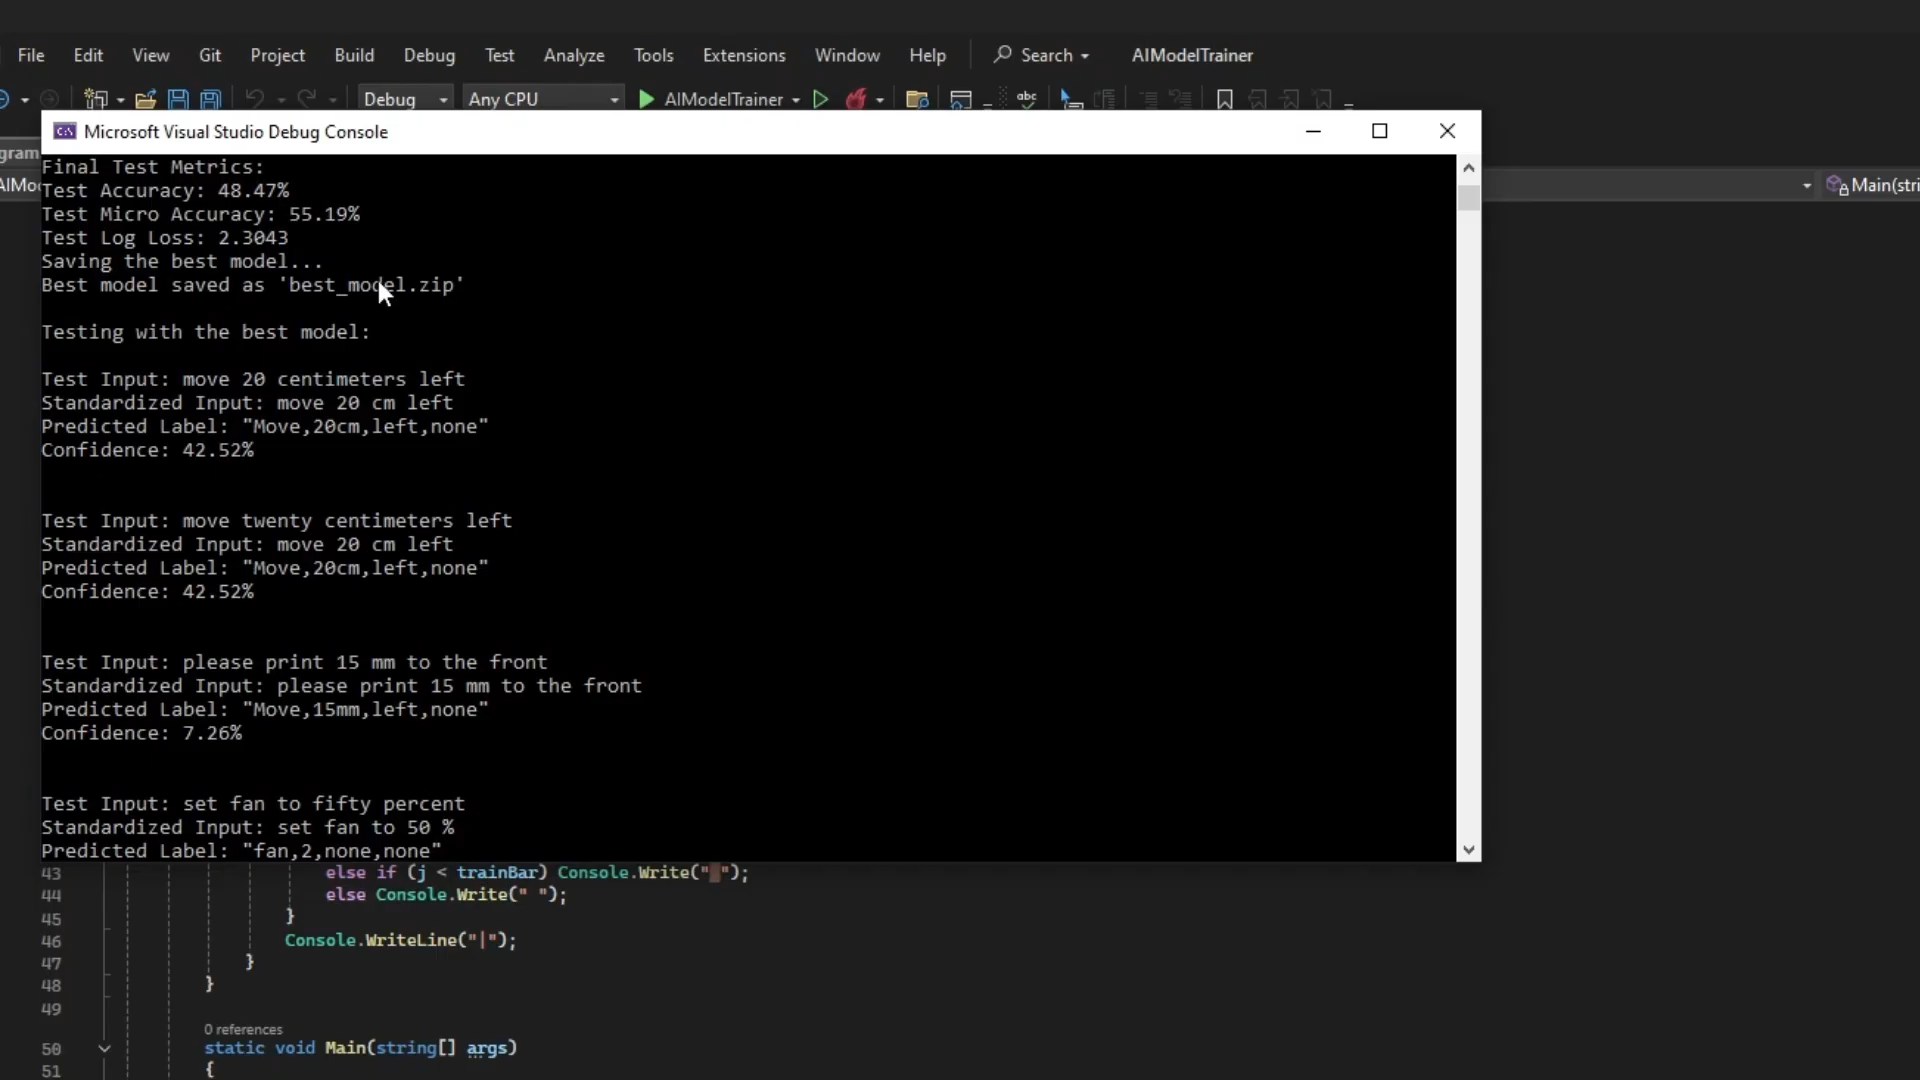 File Edit View Git Project Build Debug Test Analyze Tools Extensions Window Help Search AIModelTrainer
Debug Any CPU AIModelTrainer abc
Microsoft Visual Studio Debug Console
gram
AIMo
Main(stri
Final Test Metrics:
Test Accuracy: 48.47%
Test Micro Accuracy: 55.19%
Test Log Loss: 2.3043
Saving the best model...
Best model saved as 'best_model.zip'
Testing with the best model:
Test Input: move 20 centimeters left
Standardized Input: move 20 cm left
Predicted Label: "Move,20cm,left,none"
Confidence: 42.52%
Test Input: move twenty centimeters left
Standardized Input: move 20 cm left
Predicted Label: "Move,20cm,left,none"
Confidence: 42.52%
Test Input: please print 15 mm to the front
Standardized Input: please print 15 mm to the front
Predicted Label: "Move,15mm,left,none"
Confidence: 7.26%
Test Input: set fan to fifty percent
Standardized Input: set fan to 50 %
Predicted Label: "fan,2,none,none"
43 else if (j < trainBar) Console.Write("█");
44 else Console.Write(" ");
45 }
46 Console.WriteLine("|");
47 }
48 }
49
0 references
50 static void Main(string[] args)
51 {